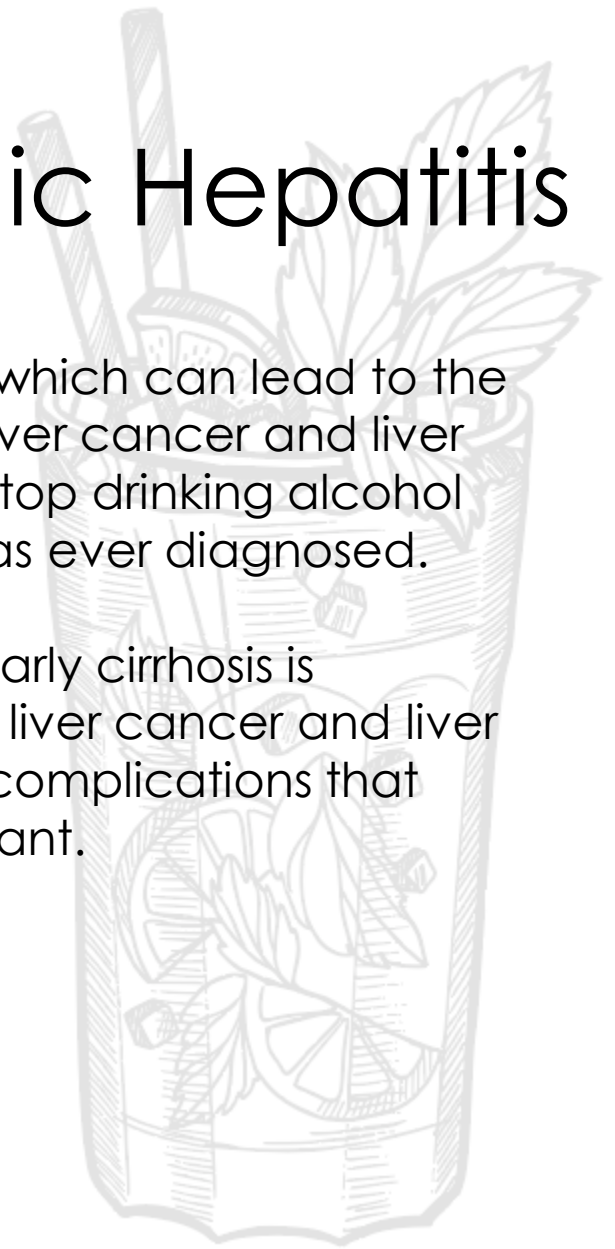 ic Hepatitis
which can lead to the
ver cancer and liver
top drinking alcohol
as ever diagnosed.
arly cirrhosis is
liver cancer and liver
complications that
ant.